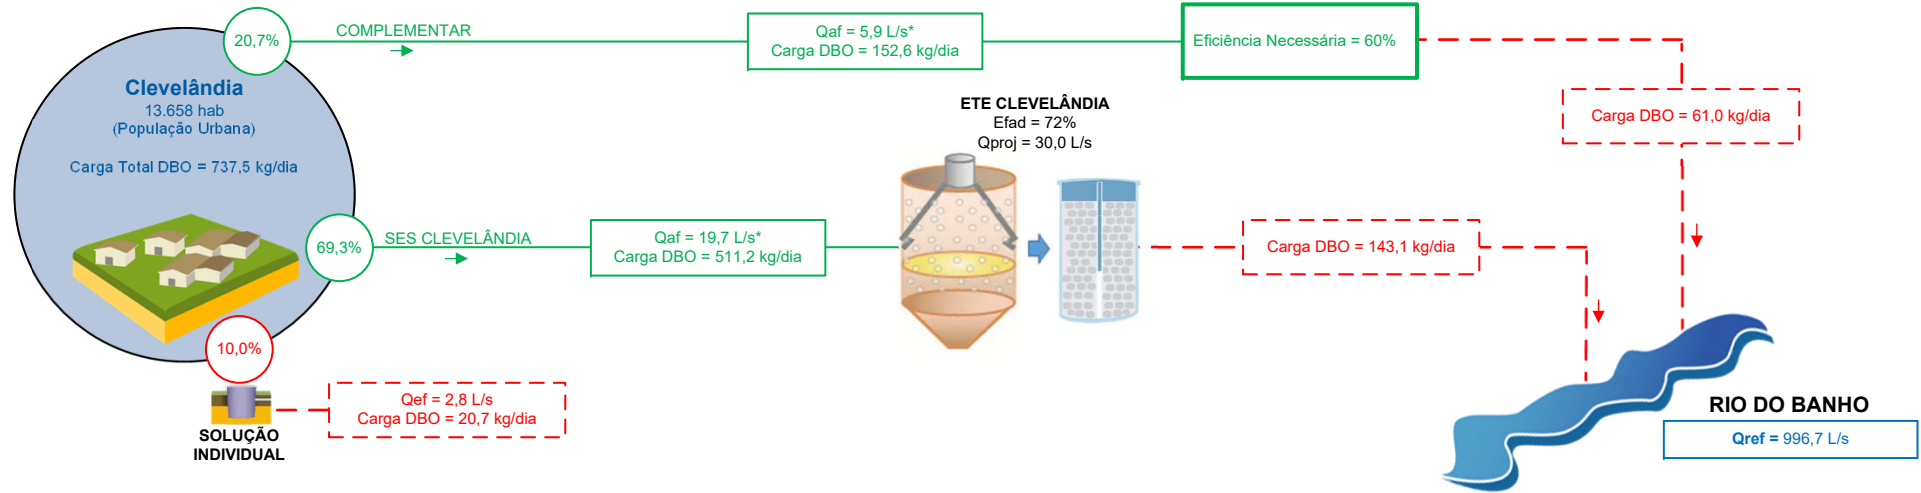 20,7%
COMPLEMENTAR
Qaf = 5,9 L/s*
Carga DBO = 152,6 kg/dia
Eficiência Necessária = 60%
Carga DBO = 61,0 kg/dia
Clevelândia
13.658 hab
(População Urbana)
Carga Total DBO = 737,5 kg/dia
ETE CLEVELÂNDIA
Efad = 72%
Qproj = 30,0 L/s
69,3%
SES CLEVELÂNDIA
Qaf = 19,7 L/s*
Carga DBO = 511,2 kg/dia
Carga DBO = 143,1 kg/dia
10,0%
Qef = 2,8 L/s
Carga DBO = 20,7 kg/dia
SOLUÇÃO
INDIVIDUAL
RIO DO BANHO
Qref = 996,7 L/s